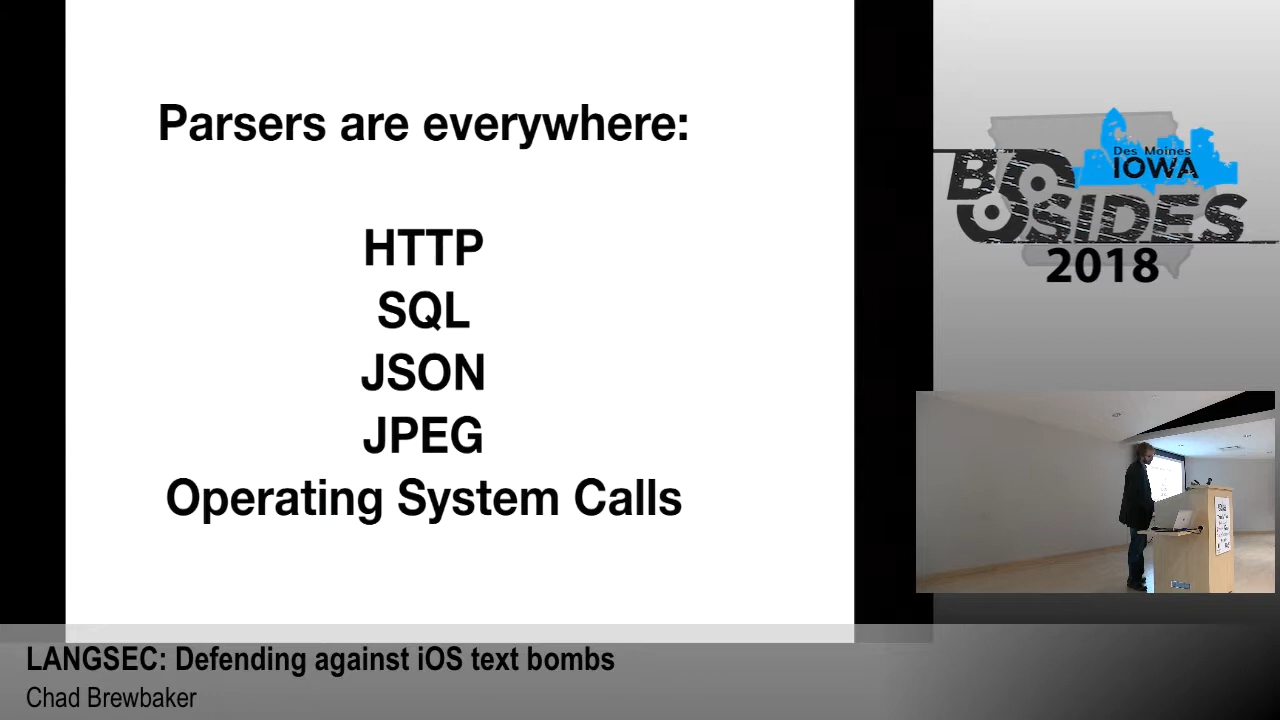 Parsers are everywhere:
HTTP
SQL
JSON
JPEG
Operating System Calls
Des Moines
IOWA
BSIDES
2018
LANGSEC: Defending against iOS text bombs
Chad Brewbaker